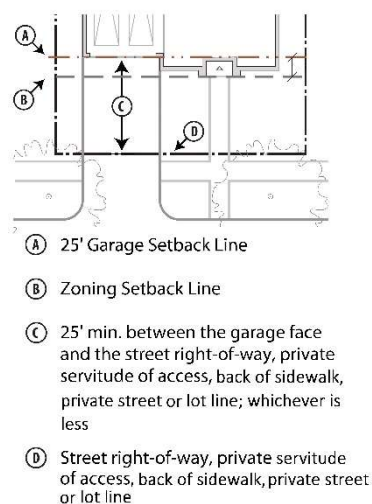 A
B
C
D
A 25' Garage Setback Line
B Zoning Setback Line
C 25' min. between the garage face
and the street right-of-way, private
servitude of access, back of sidewalk,
private street or lot line; whichever is
less
D Street right-of-way, private servitude
of access, back of sidewalk, private street
or lot line